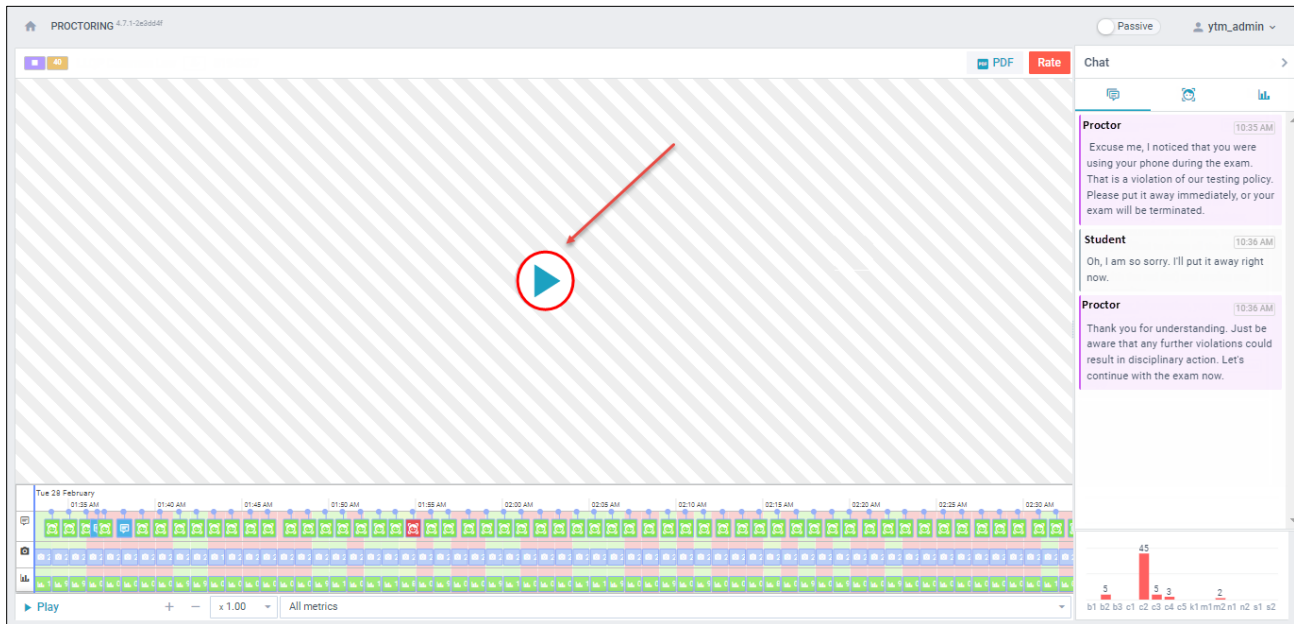 PROCTORING 4.7.1-2e3dd4f
Passive
ytm_admin
40
PDF
Rate
Chat
Proctor
10:35 AM
Excuse me, I noticed that you were
using your phone during the exam.
That is a violation of our testing policy.
Please put it away immediately, or your
exam will be terminated.
Student
10:36 AM
Oh, I am so sorry. I'll put it away right
now.
Proctor
10:36 AM
Thank you for understanding. Just be
aware that any further violations could
result in disciplinary action. Let's
continue with the exam now.
Tue 28 February
01:35 AM 01:40 AM 01:45 AM 01:50 AM 01:55 AM 02:00 AM 02:05 AM 02:10 AM 02:15 AM 02:20 AM 02:25 AM 02:30 AM
Play
+ − x 1.00 All metrics
45
5 5 3 2
b1 b2 b3 c1 c2 c3 c4 c5 k1 m1 m2 n1 n2 s1 s2